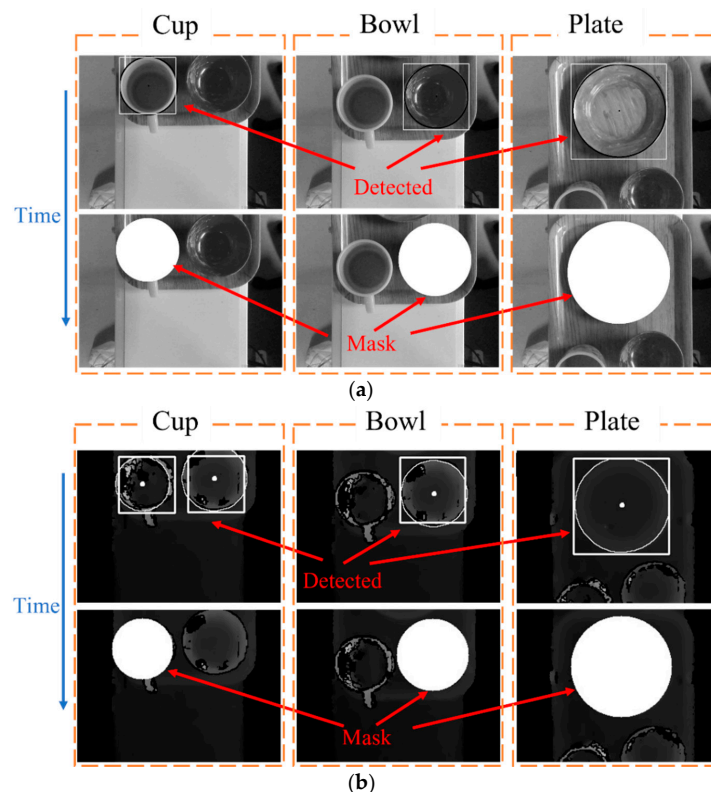 Cup Bowl Plate
Detected
Time
Mask
(a)
Cup Bowl Plate
Detected
Time
Mask
(b)